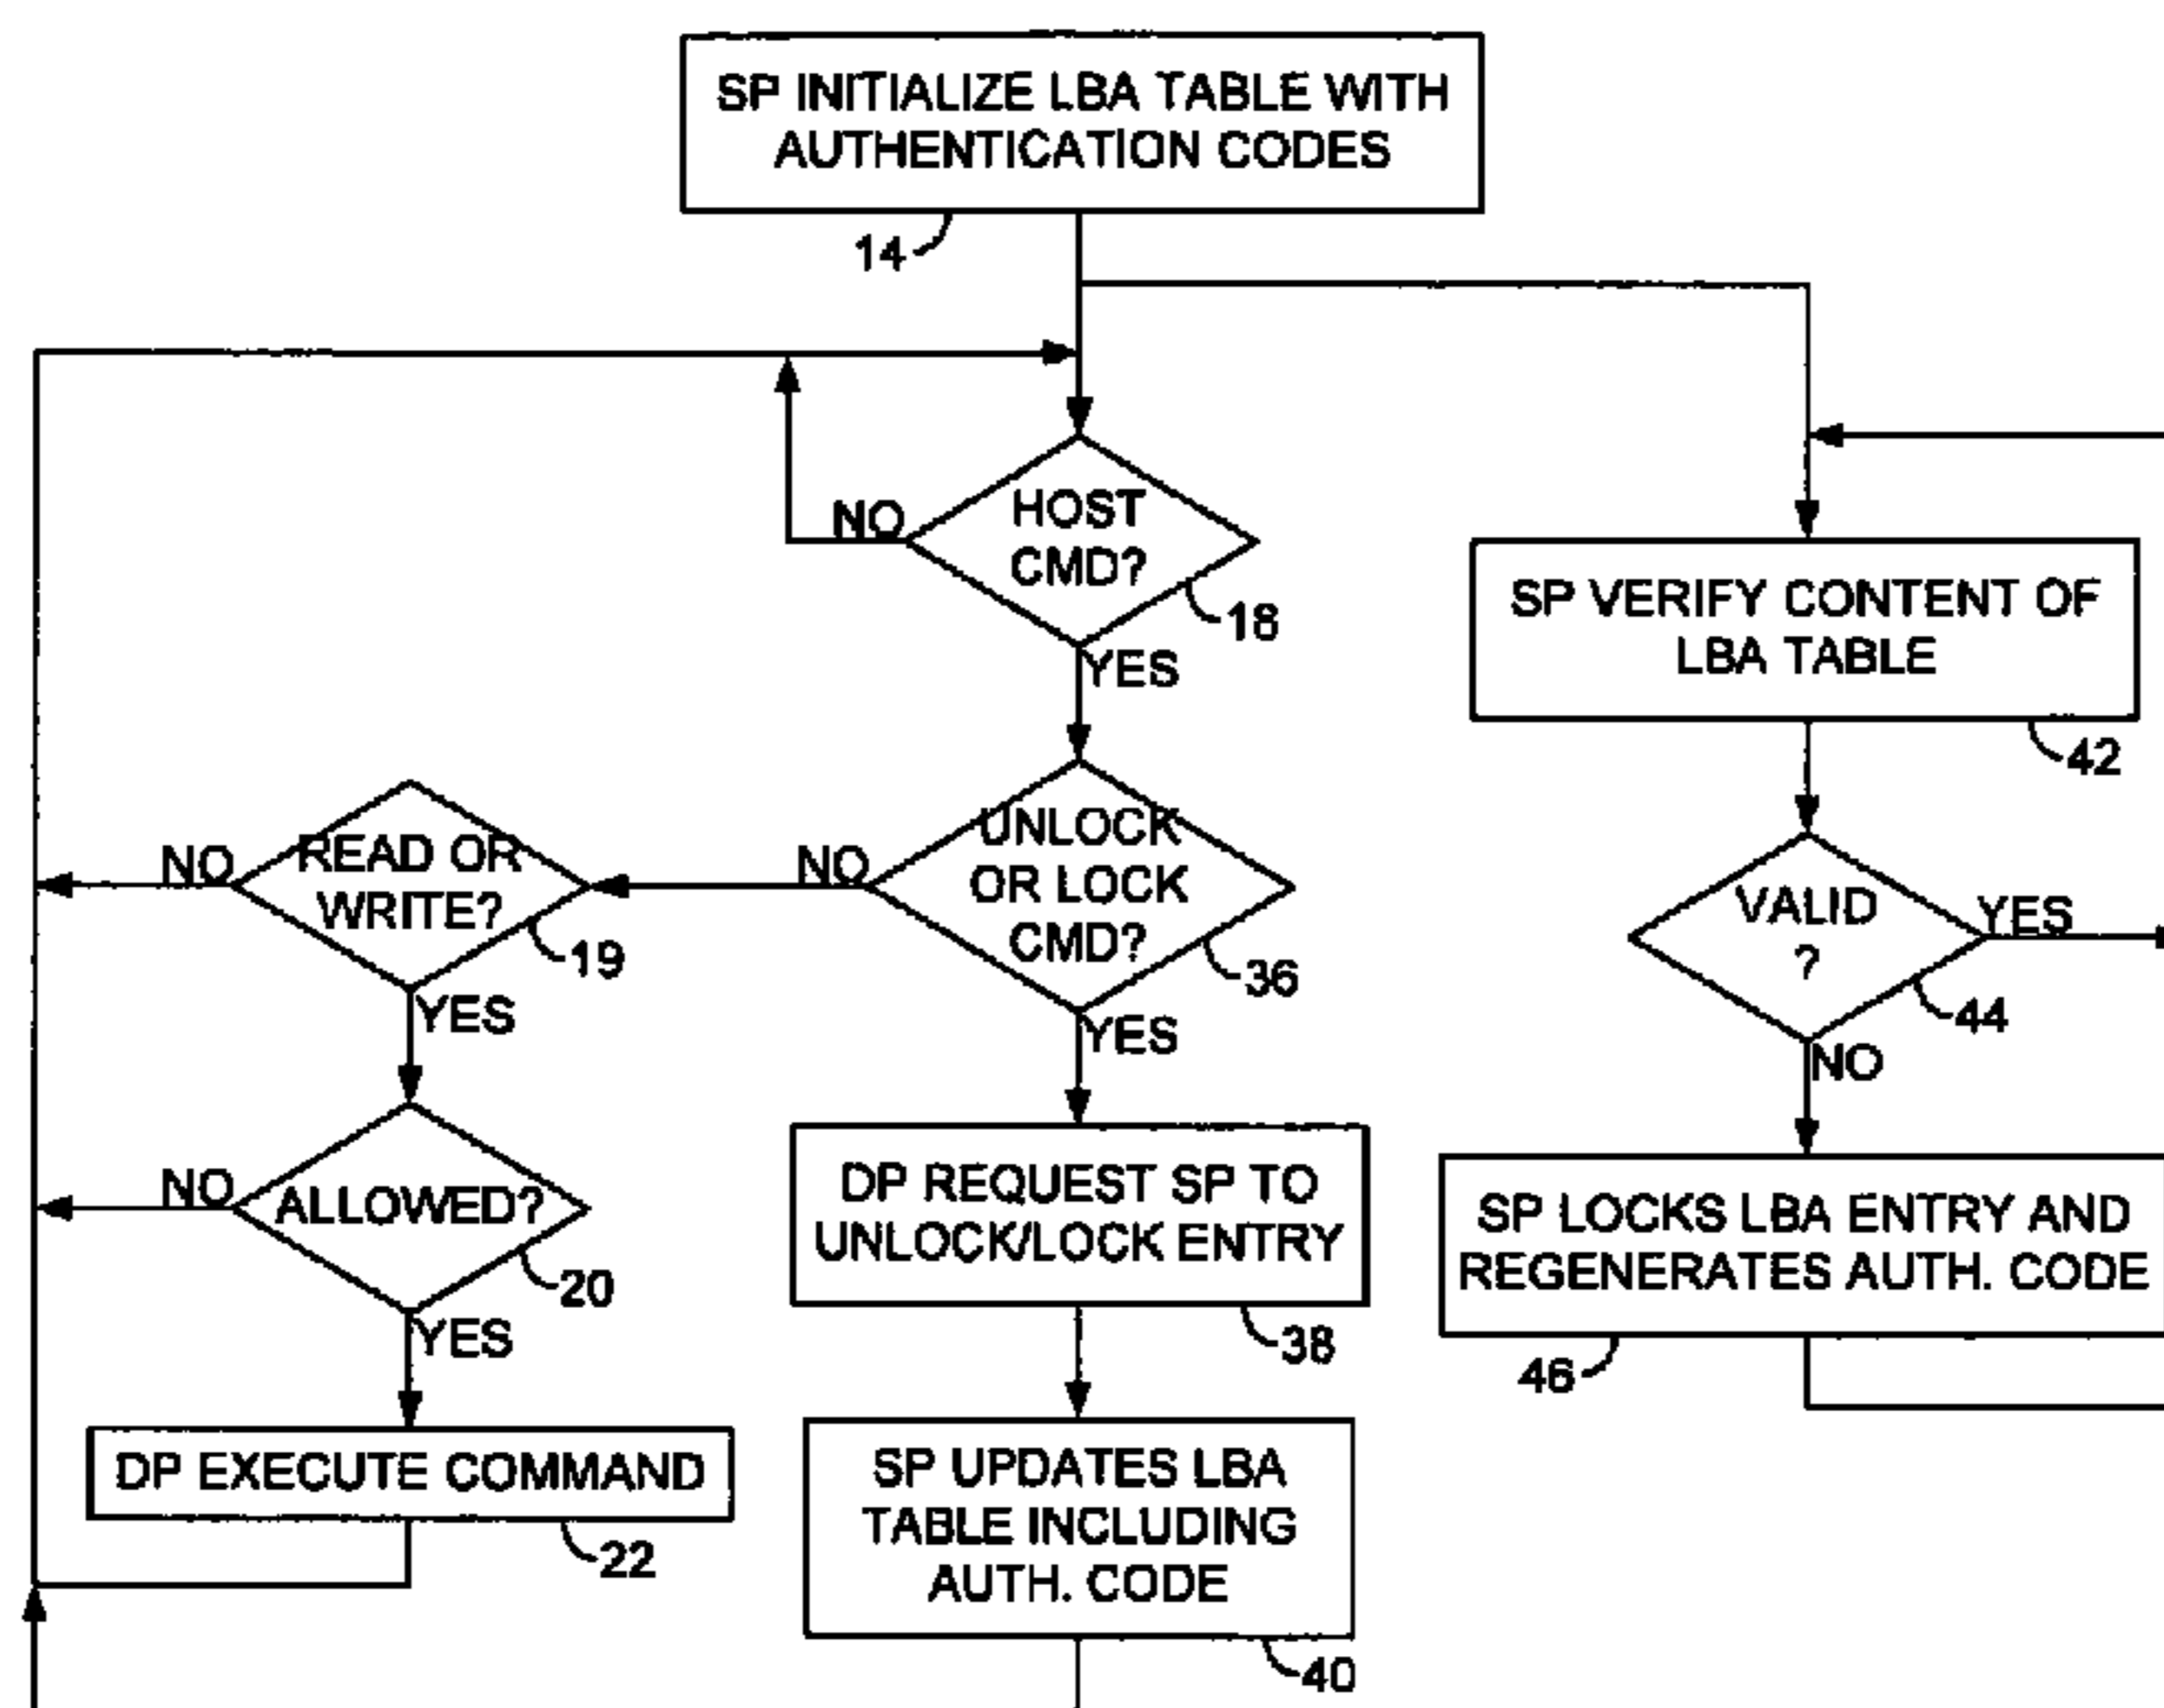 SP INITIALIZE LBA TABLE WITH
AUTHENTICATION CODES
14
HOST
CMD?
NO
18
YES
UNLOCK
OR LOCK
CMD?
NO
36
YES
READ OR
WRITE?
NO
19
YES
ALLOWED?
NO
20
YES
DP EXECUTE COMMAND
22
DP REQUEST SP TO
UNLOCK/LOCK ENTRY
38
SP UPDATES LBA
TABLE INCLUDING
AUTH. CODE
40
SP VERIFY CONTENT OF
LBA TABLE
42
VALID
?
YES
44
NO
SP LOCKS LBA ENTRY AND
REGENERATES AUTH. CODE
46